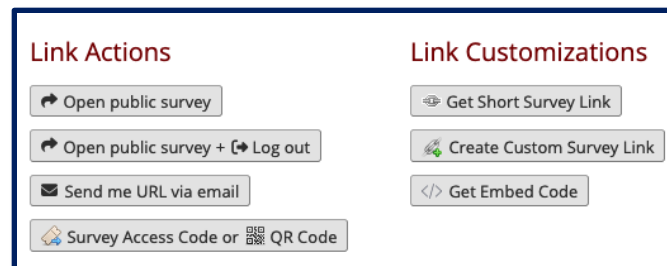 Link Actions
Open public survey
Open public survey + Log out
Send me URL via email
Survey Access Code or QR Code
Link Customizations
Get Short Survey Link
Create Custom Survey Link
</> Get Embed Code